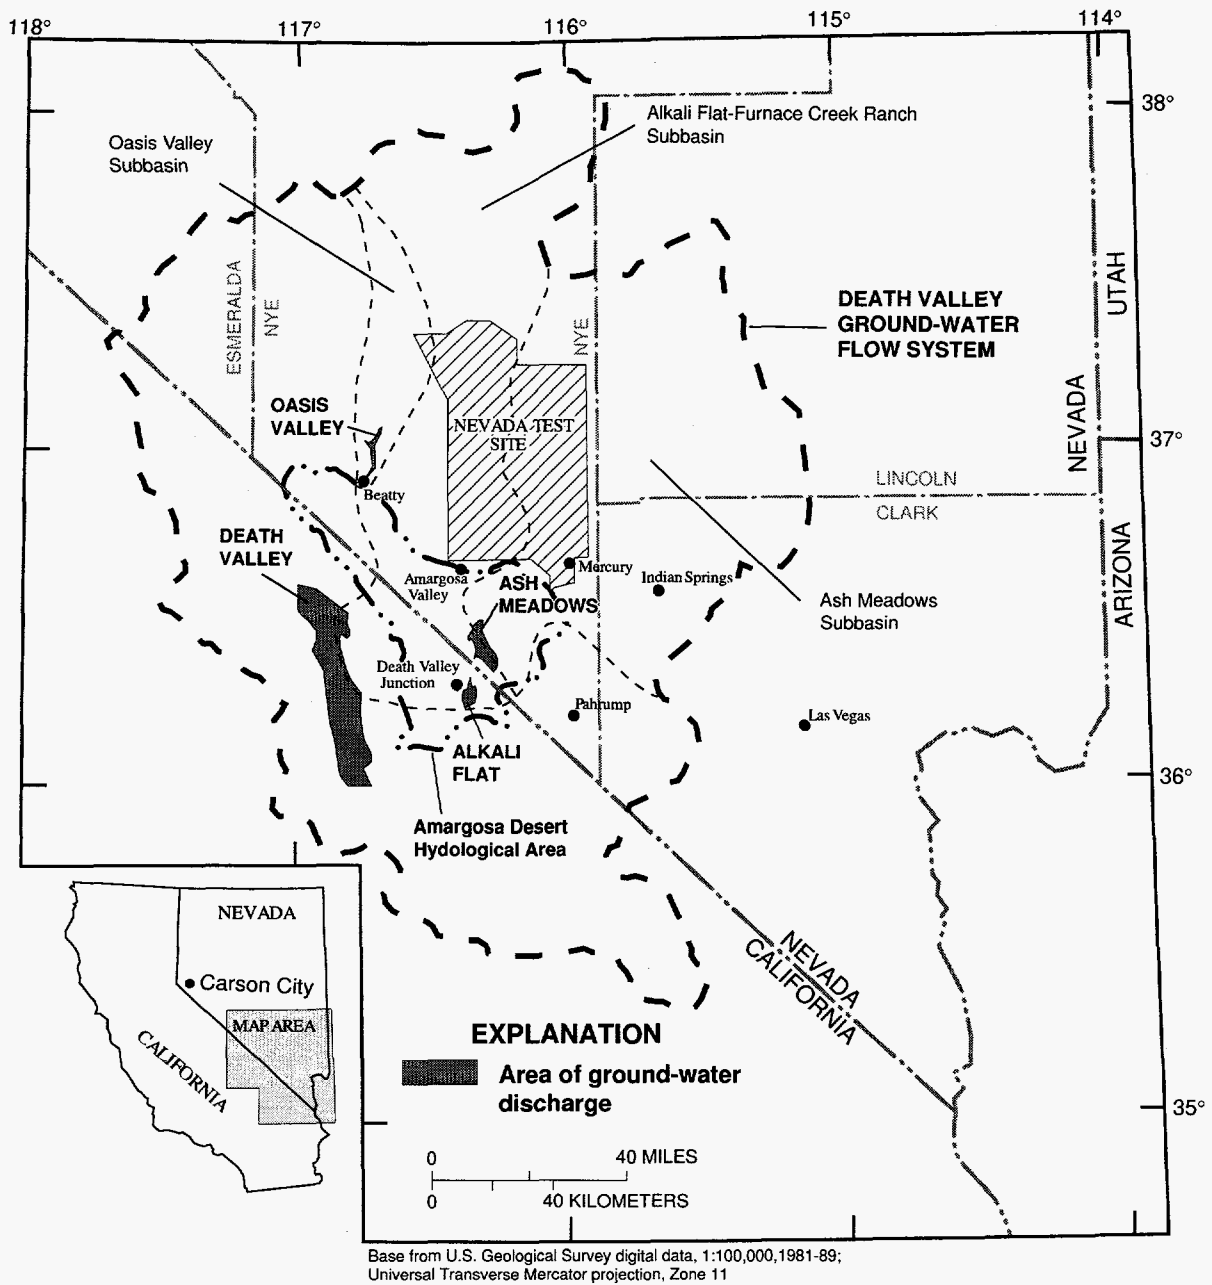 118°
117°
116°
115°
114°
38°
37°
36°
35°
Oasis Valley
Subbasin
Alkali Flat-Furnace Creek Ranch
Subbasin
ESMERALDA
NYE
NYE
UTAH
DEATH VALLEY
GROUND-WATER
FLOW SYSTEM
NEVADA
OASIS
VALLEY
NEVADA TEST
SITE
Beatty
LINCOLN
CLARK
ARIZONA
DEATH
VALLEY
Amargosa
Valley
ASH
MEADOWS
Mercury
Indian Springs
Ash Meadows
Subbasin
Death Valley
Junction
Pahrump
Las Vegas
ALKALI
FLAT
Amargosa Desert
Hydological Area
NEVADA
CALIFORNIA
NEVADA
Carson City
MAP AREA
CALIFORNIA
EXPLANATION
Area of ground-water
discharge
0 40 MILES
0 40 KILOMETERS
Base from U.S. Geological Survey digital data, 1:100,000,1981-89;
Universal Transverse Mercator projection, Zone 11